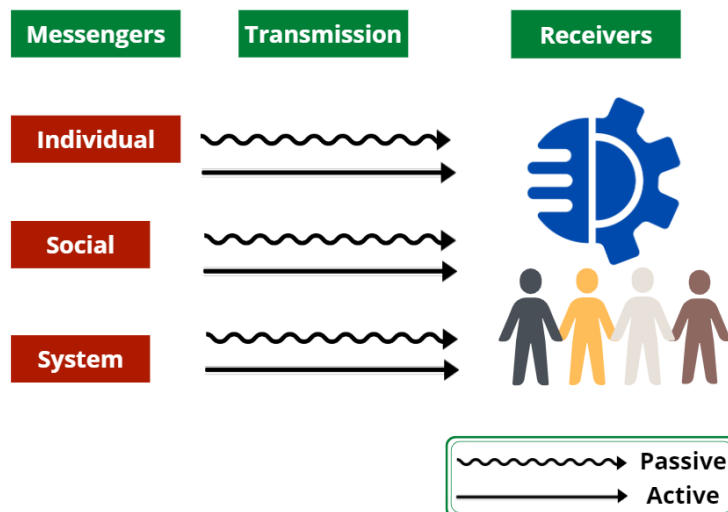 Messengers
Transmission
Receivers
Individual
Social
System
Passive
Active